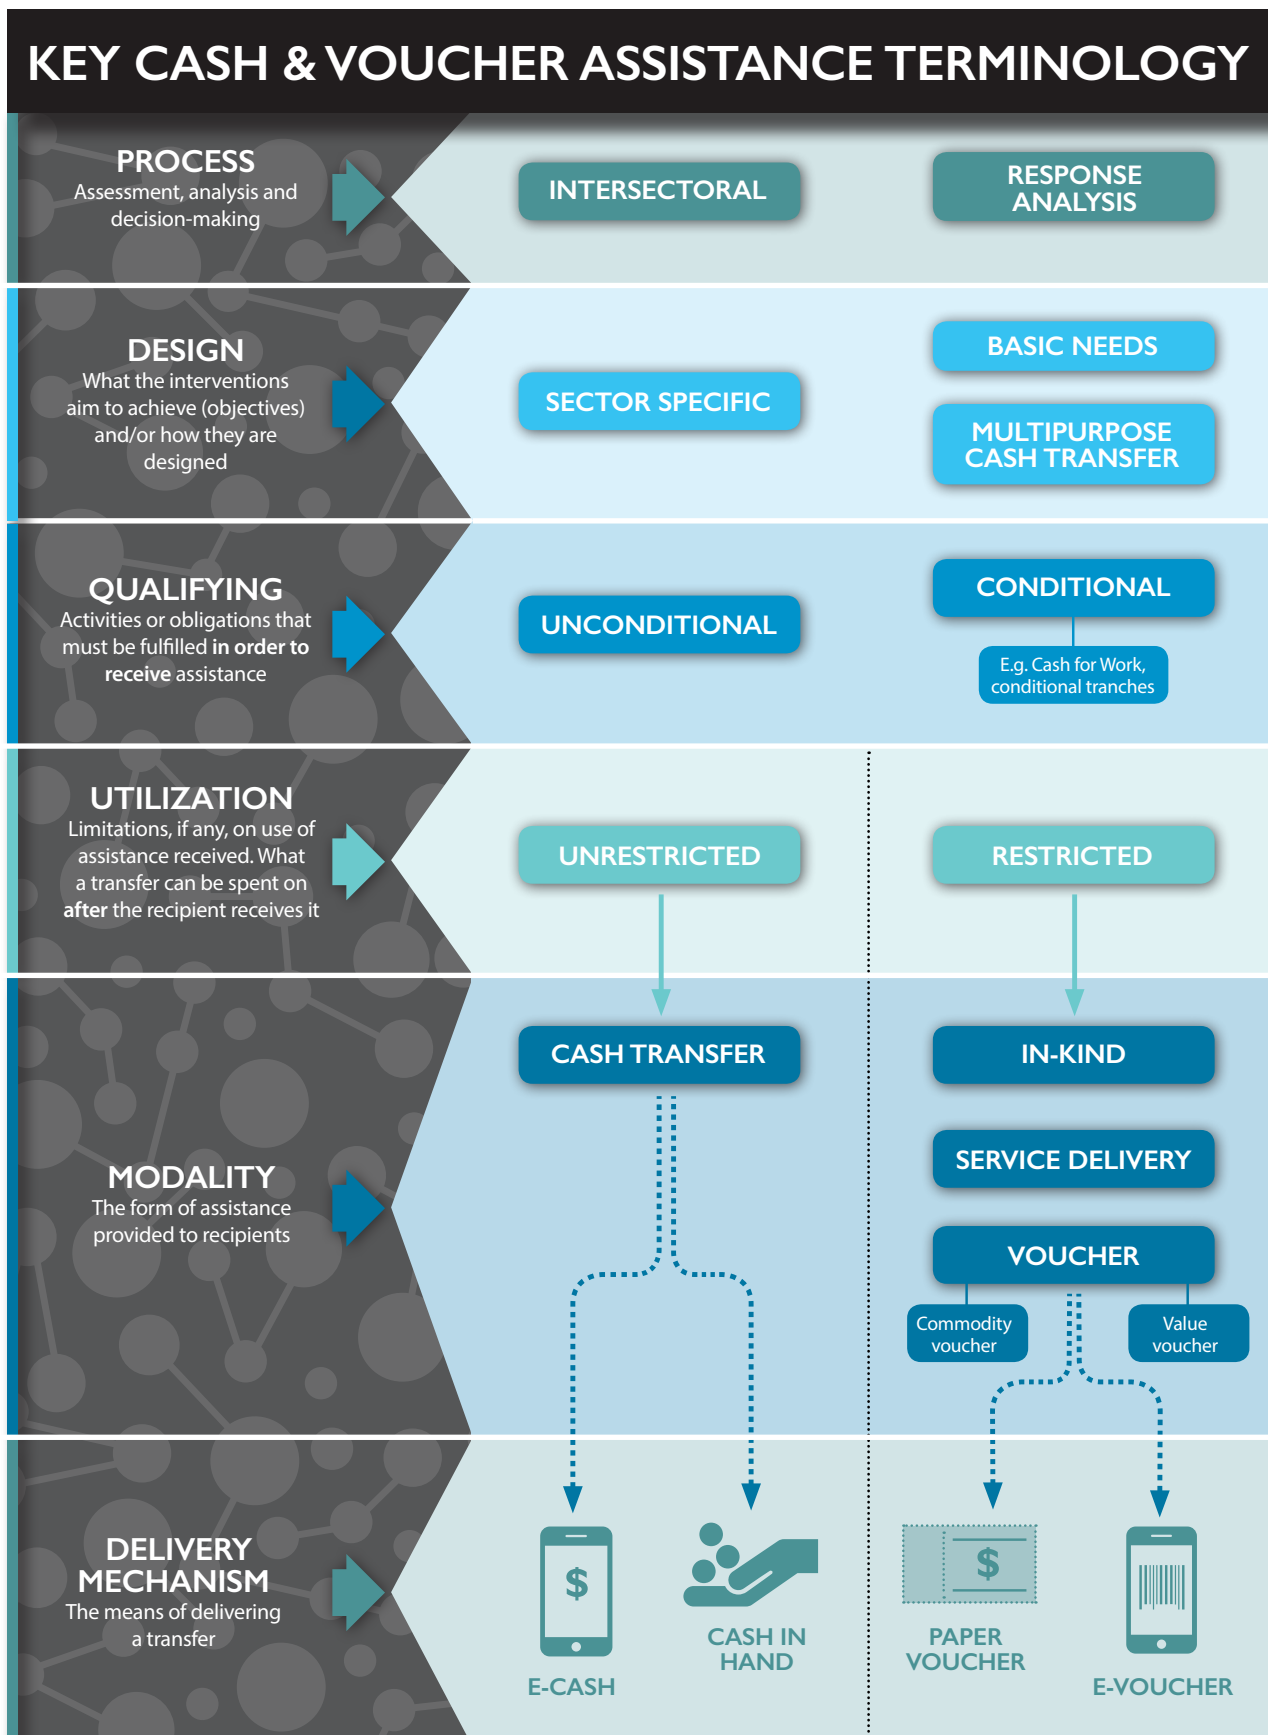 KEY CASH & VOUCHER ASSISTANCE TERMINOLOGY
PROCESS
Assessment, analysis and
decision-making
INTERSECTORAL
RESPONSE
ANALYSIS
DESIGN
What the interventions
aim to achieve (objectives)
and/or how they are
designed
SECTOR SPECIFIC
BASIC NEEDS
MULTIPURPOSE
CASH TRANSFER
QUALIFYING
Activities or obligations that
must be fulfilled in order to
receive assistance
UNCONDITIONAL
CONDITIONAL
E.g. Cash for Work,
conditional tranches
UTILIZATION
Limitations, if any, on use of
assistance received. What
a transfer can be spent on
after the recipient receives it
UNRESTRICTED
RESTRICTED
MODALITY
The form of assistance
provided to recipients
CASH TRANSFER
IN-KIND
SERVICE DELIVERY
VOUCHER
Commodity
voucher
Value
voucher
DELIVERY
MECHANISM
The means of delivering
a transfer
$
E-CASH
CASH IN
HAND
$
PAPER
VOUCHER
E-VOUCHER